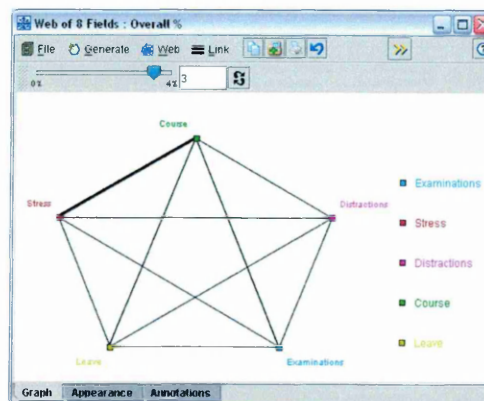 Web of 8 Fields : Overall %
File Generate Web Link
0% 4% 3
Course
Stress
Distractions
Leave
Examinations
Examinations
Stress
Distractions
Course
Leave
Graph Appearance Annotations